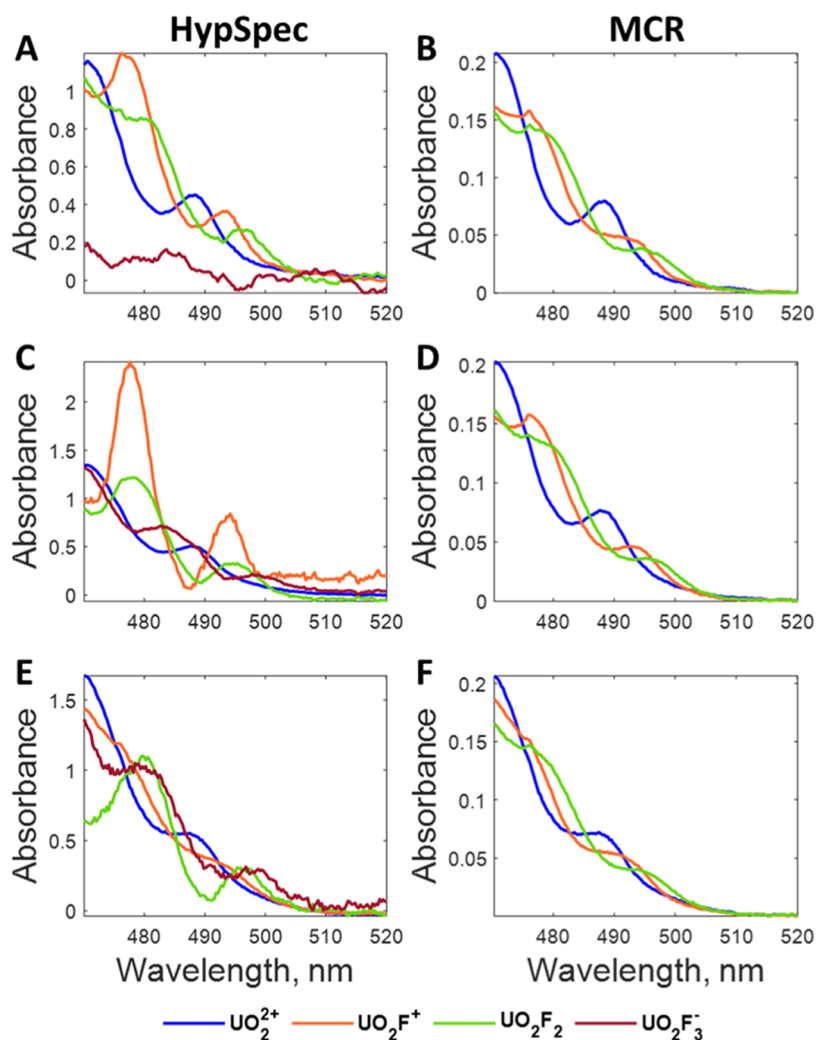 HypSpec MCR
A B
Absorbance Absorbance
1 0.8 0.6 0.4 0.2 0
0.2 0.15 0.1 0.05 0
480 490 500 510 520
480 490 500 510 520
C D
Absorbance Absorbance
2 1.5 1 0.5 0
0.2 0.15 0.1 0.05 0
480 490 500 510 520
480 490 500 510 520
E F
Absorbance Absorbance
1.5 1 0.5 0
0.2 0.15 0.1 0.05
480 490 500 510 520
480 490 500 510 520
Wavelength, nm Wavelength, nm
UO₂²⁺ UO₂F⁺ UO₂F₂ UO₂F₃⁻